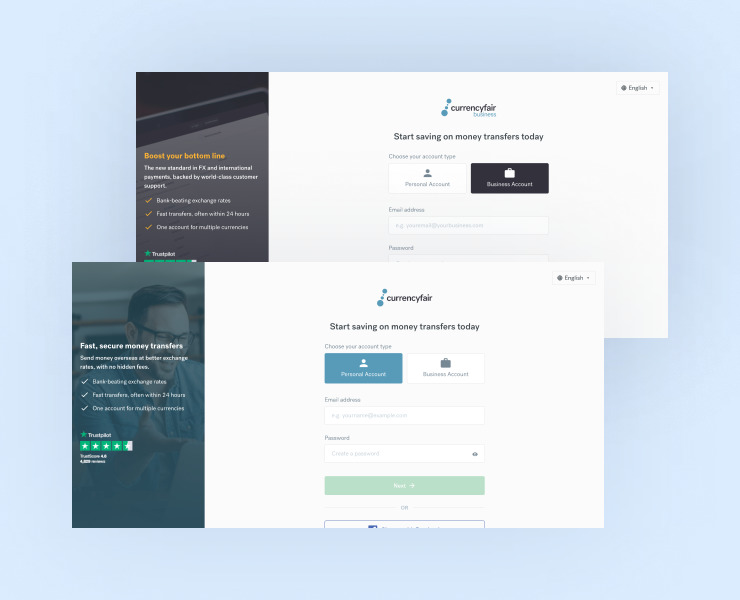 English
currencyfair
business
Start saving on money transfers today
Choose your account type
Personal Account
Business Account
Email address
e.g. youremail@yourbusiness.com
Password
Boost your bottom line
The new standard in FX and international
payments, backed by world-class customer
support.
Bank-beating exchange rates
Fast transfers, often within 24 hours
One account for multiple currencies
Trustpilot
English
currencyfair
Start saving on money transfers today
Choose your account type
Personal Account
Business Account
Email address
e.g. yourname@example.com
Password
Create a password
Next
OR
Fast, secure money transfers
Send money overseas at better exchange
rates, with no hidden fees.
Bank-beating exchange rates
Fast transfers, often within 24 hours
One account for multiple currencies
Trustpilot
TrustScore 4.6
reviews